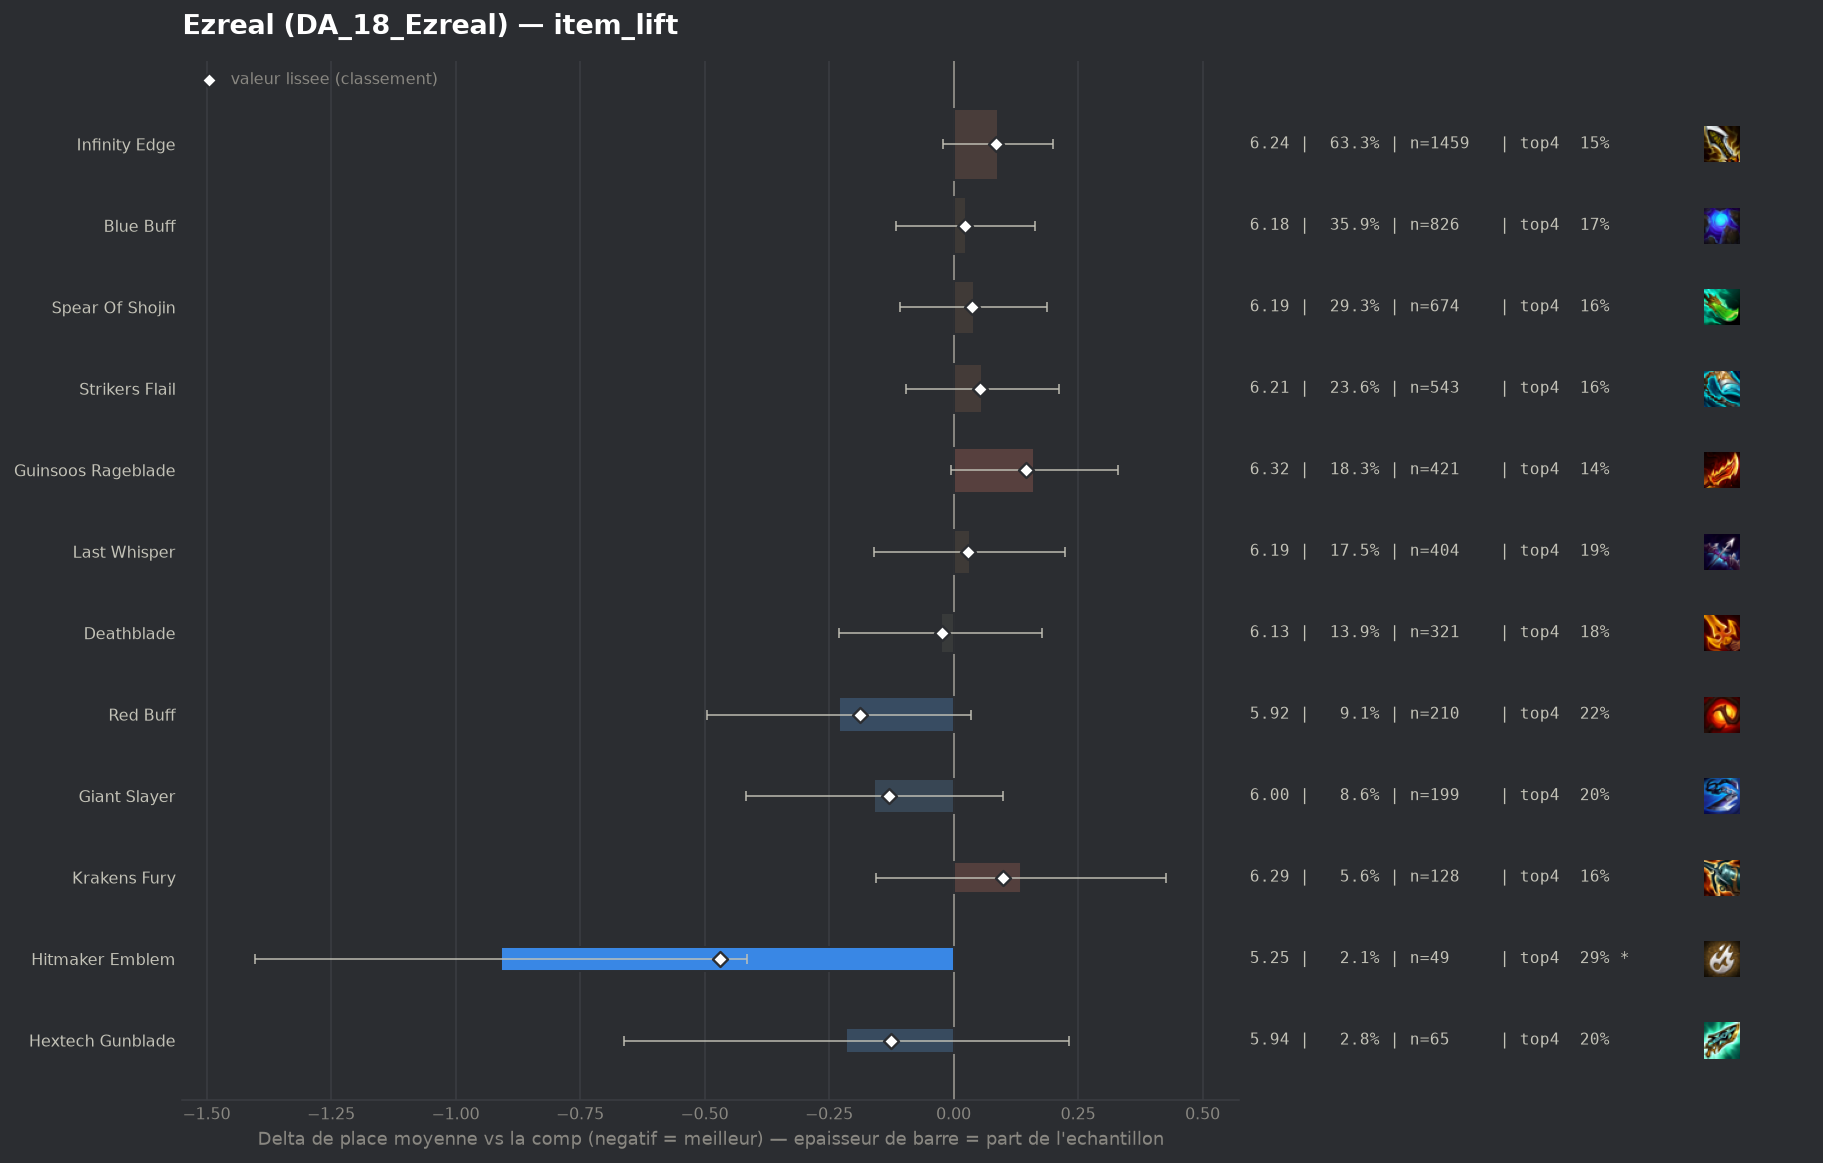 Ezreal (DA_18_Ezreal) — item_lift
valeur lissee (classement)
Infinity Edge 6.24 | 63.3% | n=1459 | top4 15%
Blue Buff 6.18 | 35.9% | n=826 | top4 17%
Spear Of Shojin 6.19 | 29.3% | n=674 | top4 16%
Strikers Flail 6.21 | 23.6% | n=543 | top4 16%
Guinsoos Rageblade 6.32 | 18.3% | n=421 | top4 14%
Last Whisper 6.19 | 17.5% | n=404 | top4 19%
Deathblade 6.13 | 13.9% | n=321 | top4 18%
Red Buff 5.92 | 9.1% | n=210 | top4 22%
Giant Slayer 6.00 | 8.6% | n=199 | top4 20%
Krakens Fury 6.29 | 5.6% | n=128 | top4 16%
Hitmaker Emblem 5.25 | 2.1% | n=49 | top4 29% *
Hextech Gunblade 5.94 | 2.8% | n=65 | top4 20%
−1.50 −1.25 −1.00 −0.75 −0.50 −0.25 0.00 0.25 0.50
Delta de place moyenne vs la comp (negatif = meilleur) — epaisseur de barre = part de l'echantillon